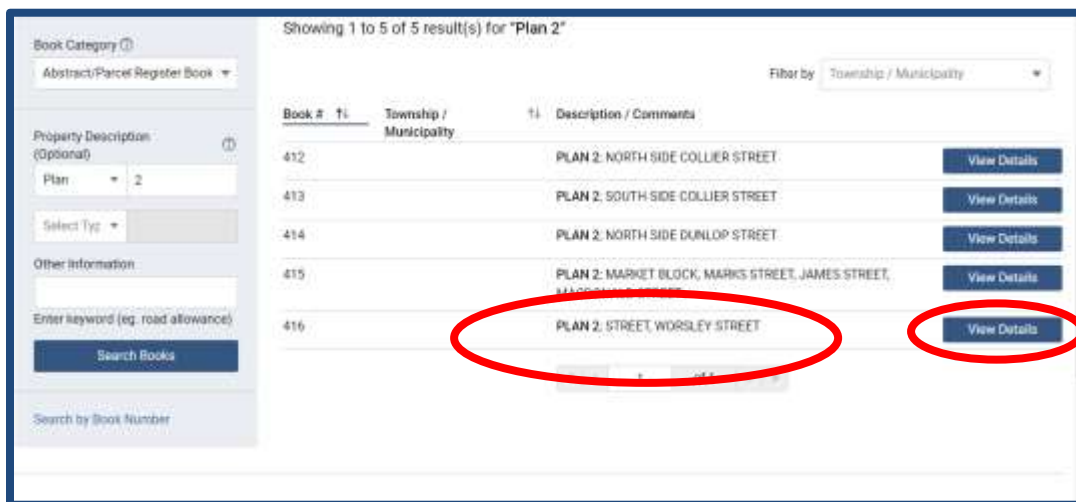 Showing 1 to 5 of 5 result(s) for "Plan 2"
Book Category
Abstract/Parcel Register Book
Property Description
(Optional)
Plan 2
Select Typ
Other Information
Enter keyword (eg. road allowance)
Search Books
Search by Book Number
Filter by Township / Municipality
Book # Township / Municipality Description / Comments
412 PLAN 2; NORTH SIDE COLLIER STREET View Details
413 PLAN 2; SOUTH SIDE COLLIER STREET View Details
414 PLAN 2; NORTH SIDE DUNLOP STREET View Details
415 PLAN 2; MARKET BLOCK, MARKS STREET, JAMES STREET, View Details
416 PLAN 2; STREET, WORSLEY STREET View Details